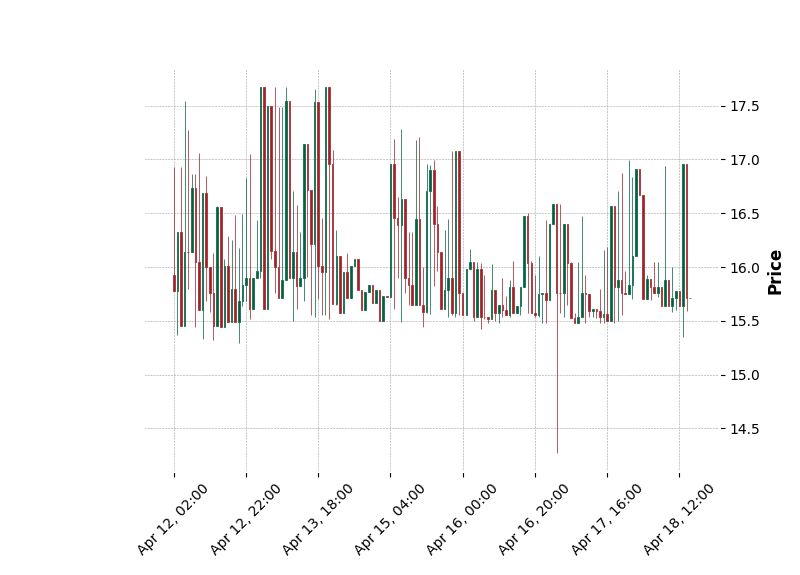 17.5
17.0
16.5
16.0
15.5
15.0
14.5
Price
Apr 12, 02:00
Apr 12, 22:00
Apr 13, 18:00
Apr 15, 04:00
Apr 16, 00:00
Apr 16, 20:00
Apr 17, 16:00
Apr 18, 12:00